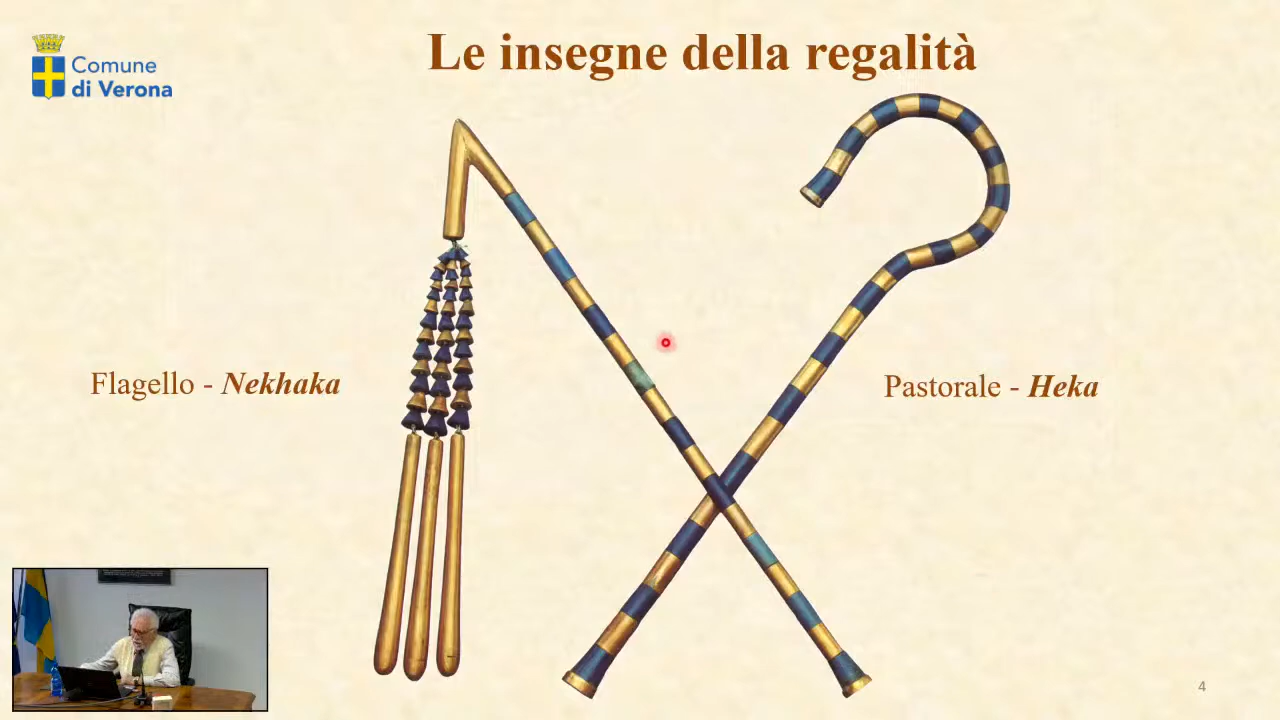 Le insegne della regalità
Comune
di Verona
Flagello - Nekhaka
Pastorale - Heka
4